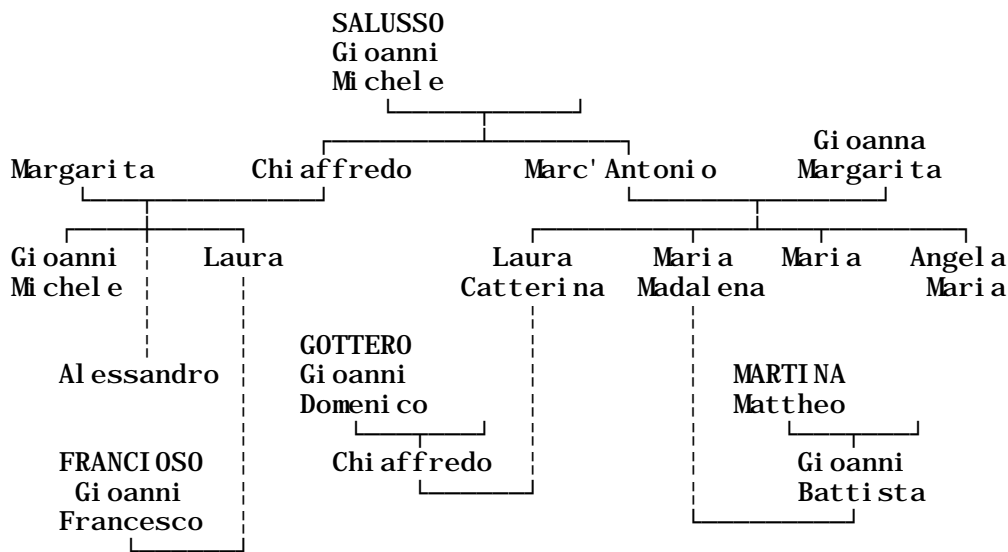 SALUSSO
Gioanni
Michele
Gioanna
Margarita Chiaffredo Marc'Antonio Margarita
Gioanni Laura Laura Maria Maria Angela
Michele Catterina Madalena Maria
GOTTERO
Alessandro Gioanni MARTINA
Domenico Mattheo
FRANCIOSO Chiaffredo Gioanni
Gioanni Battista
Francesco